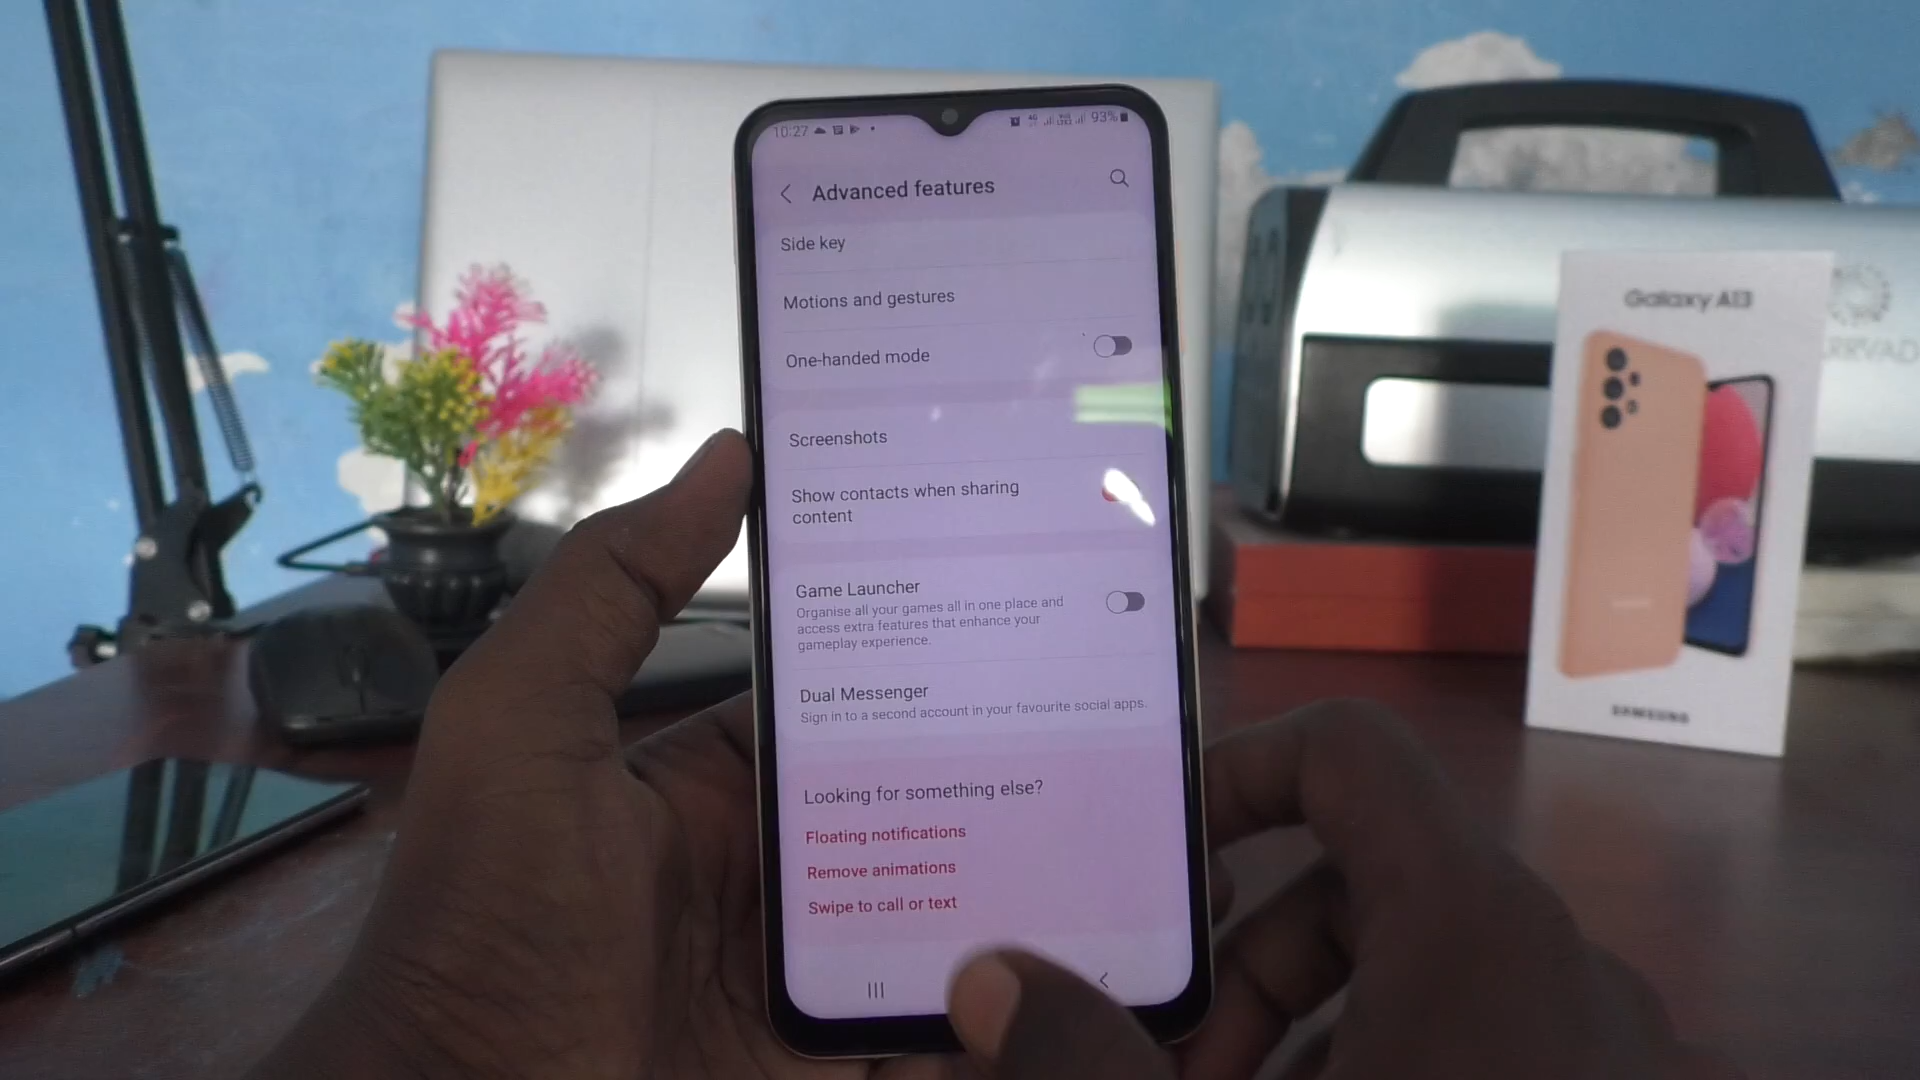 10:27
93%
Advanced features
Side key
Motions and gestures
One-handed mode
Screenshots
Show contacts when sharing
content
Game Launcher
Organise all your games all in one place and
access extra features that enhance your
gameplay experience.
Dual Messenger
Sign in to a second account in your favourite social apps.
Looking for something else?
Floating notifications
Remove animations
Swipe to call or text
Galaxy A13
SAMSUNG